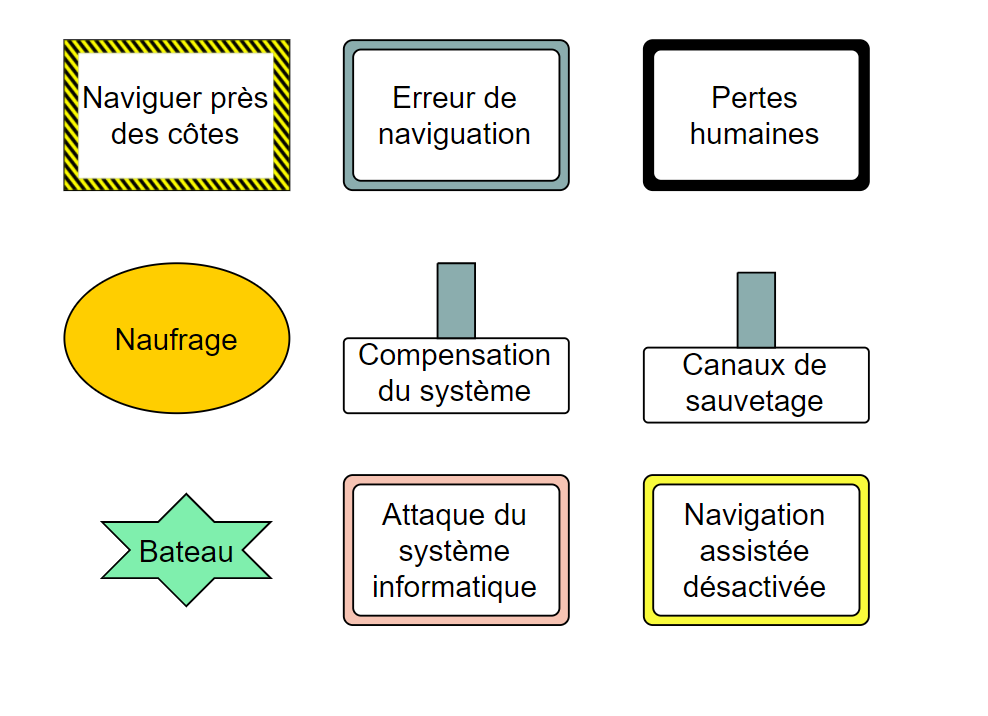 Naviguer près
des côtes
Erreur de
naviguation
Pertes
humaines
Naufrage
Compensation
du système
Canaux de
sauvetage
Bateau
Attaque du
système
informatique
Navigation
assistée
désactivée